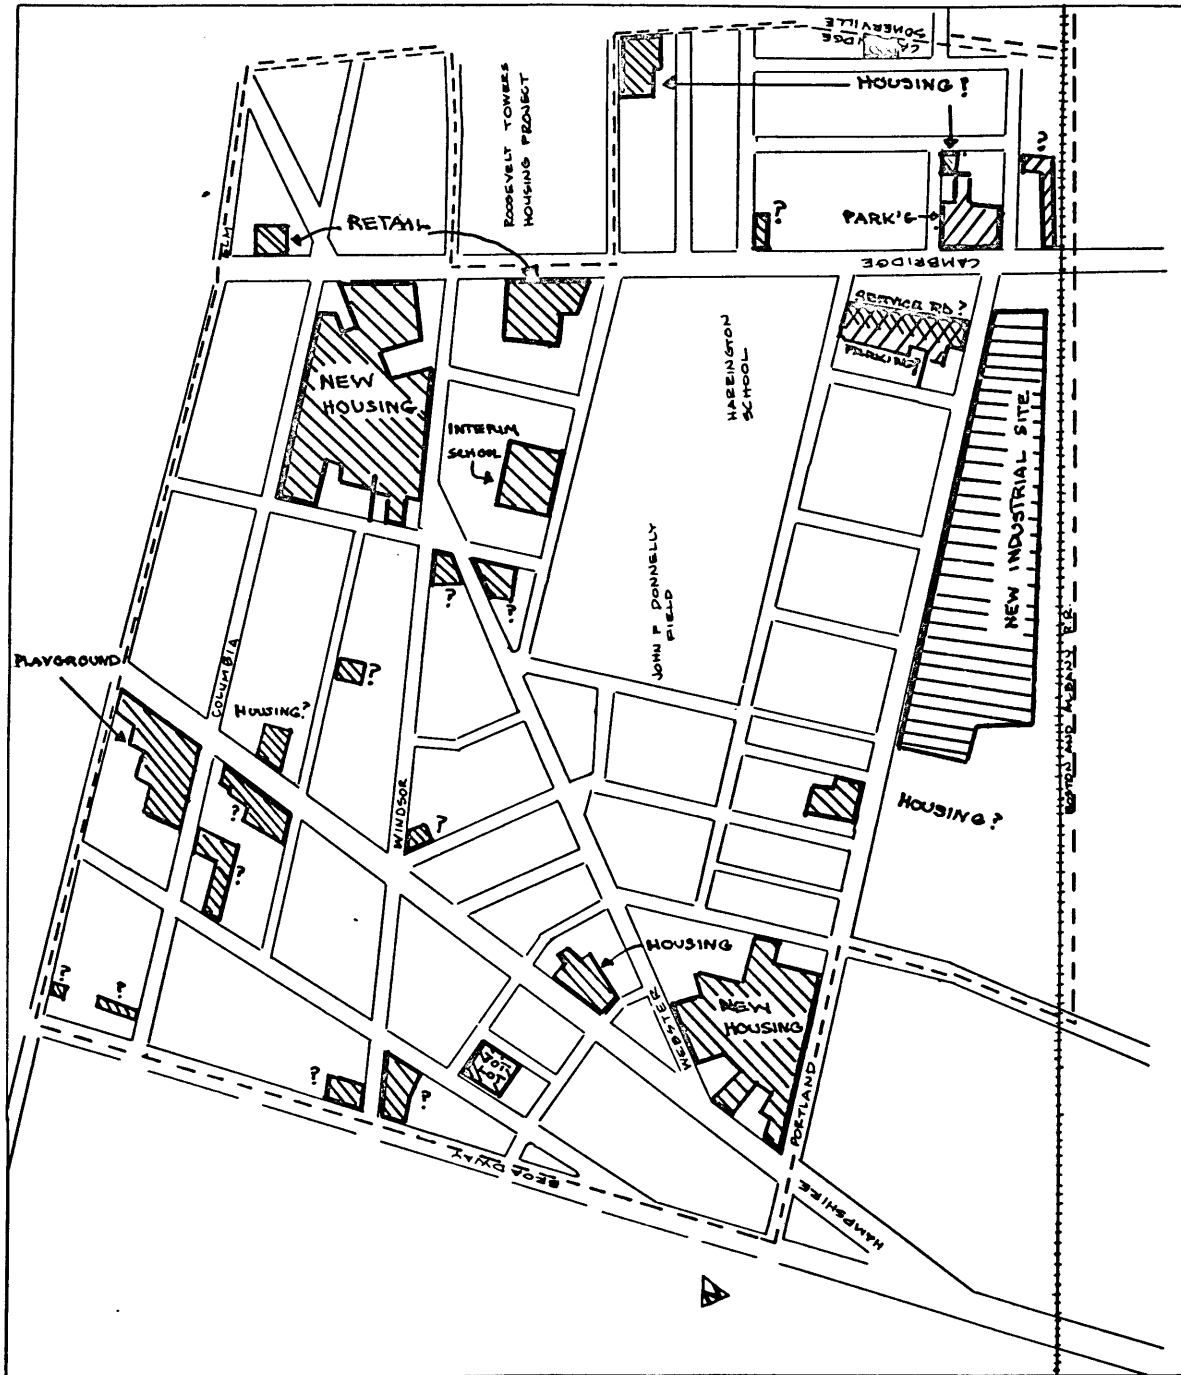 SOMERVILLE
HOUSING?
ROOSEVELT TOWERS
HOUSING PROJECT
?
RETAIL
PARK'G
?
ELM
CAMBRIDGE
SERVICE RD?
PARKING?
HARRINGTON
SCHOOL
NEW
HOUSING
INTERIM
SCHOOL
NEW INDUSTRIAL SITE
JOHN F DONNELLY
FIELD
?
?
BOSTON AND ALBANY R.R.
PLAYGROUND
COLUMBIA
?
HOUSING?
WINDSOR
HOUSING?
?
?
?
HOUSING
?
?
WEBSTER
NEW
HOUSING
TOT
LOT
?
?
PORTLAND
BROADWAY
HAMPSHIRE